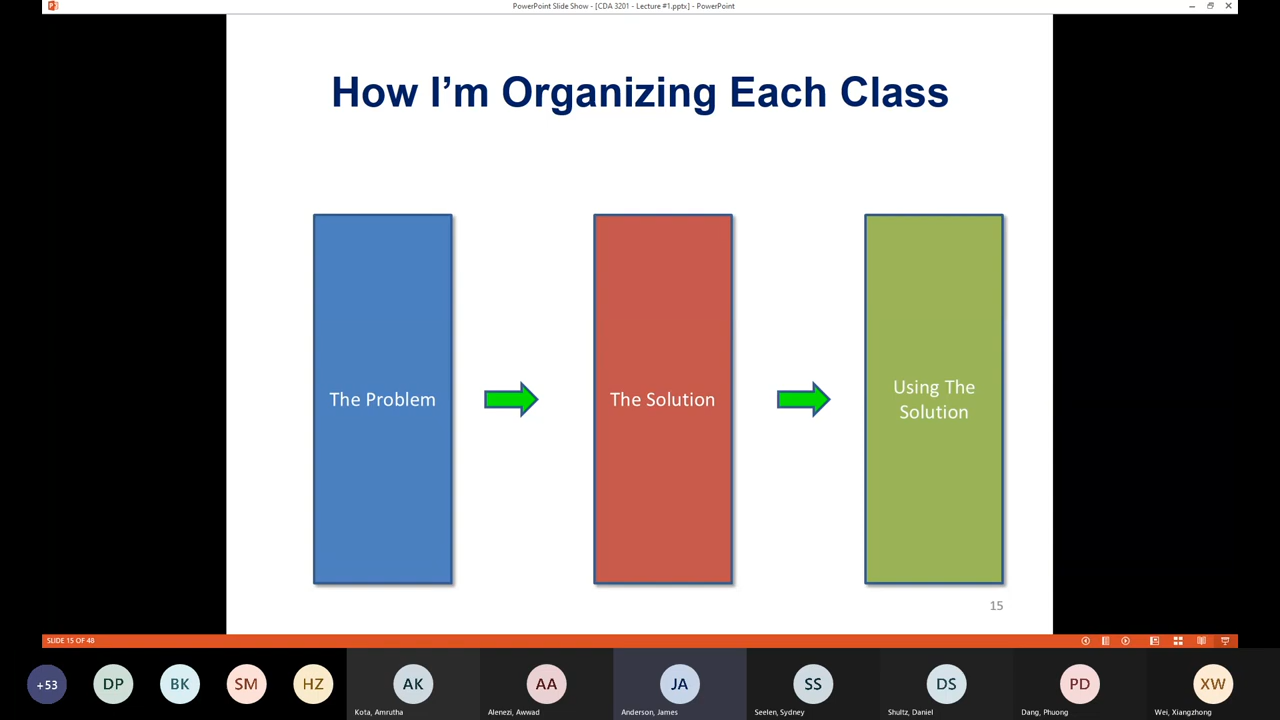 PowerPoint Slide Show - [CDA 3201 - Lecture #1.pptx] - PowerPoint
How I'm Organizing Each Class
The Problem
The Solution
Using The
Solution
15
SLIDE 15 OF 48
+53
DP
BK
SM
HZ
AK
Kota, Amrutha
AA
Alenezi, Awwad
JA
Anderson, James
SS
Seelen, Sydney
DS
Shultz, Daniel
PD
Dang, Phuong
XW
Wei, Xiangzhong